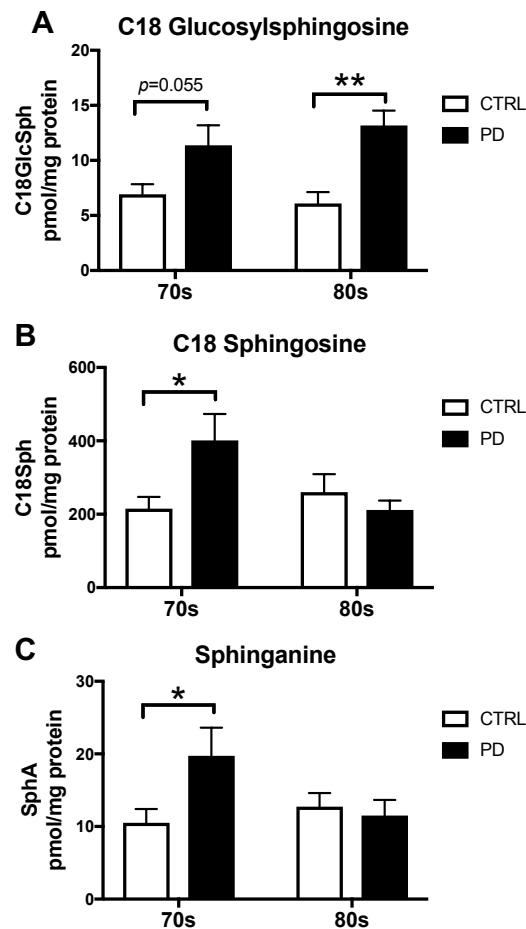 A
C18 Glucosylsphingosine
C18GlcSph
pmol/mg protein
20
15
10
5
0
p=0.055
**
CTRL
PD
70s
80s
B
C18 Sphingosine
C18Sph
pmol/mg protein
600
400
200
0
*
CTRL
PD
70s
80s
C
Sphinganine
SphA
pmol/mg protein
30
20
10
0
*
CTRL
PD
70s
80s